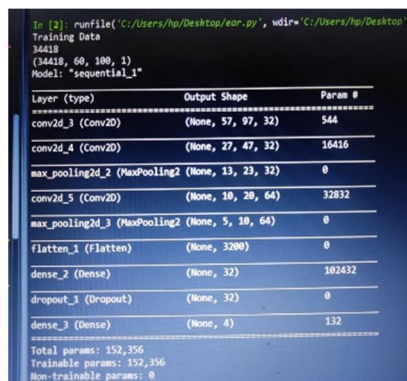 In [2]: runfile('C:/Users/hp/Desktop/ear.py', wdir='C:/Users/hp/Desktop'
Training Data
34418
(34418, 60, 100, 1)
Model: "sequential_1"
Layer (type) Output Shape Param #
conv2d_3 (Conv2D) (None, 57, 97, 32) 544
conv2d_4 (Conv2D) (None, 27, 47, 32) 16416
max_pooling2d_2 (MaxPooling2 (None, 13, 23, 32) 0
conv2d_5 (Conv2D) (None, 10, 20, 64) 32832
max_pooling2d_3 (MaxPooling2 (None, 5, 10, 64) 0
flatten_1 (Flatten) (None, 3200) 0
dense_2 (Dense) (None, 32) 102432
dropout_1 (Dropout) (None, 32) 0
dense_3 (Dense) (None, 4) 132
Total params: 152,356
Trainable params: 152,356
Non-trainable params: 0